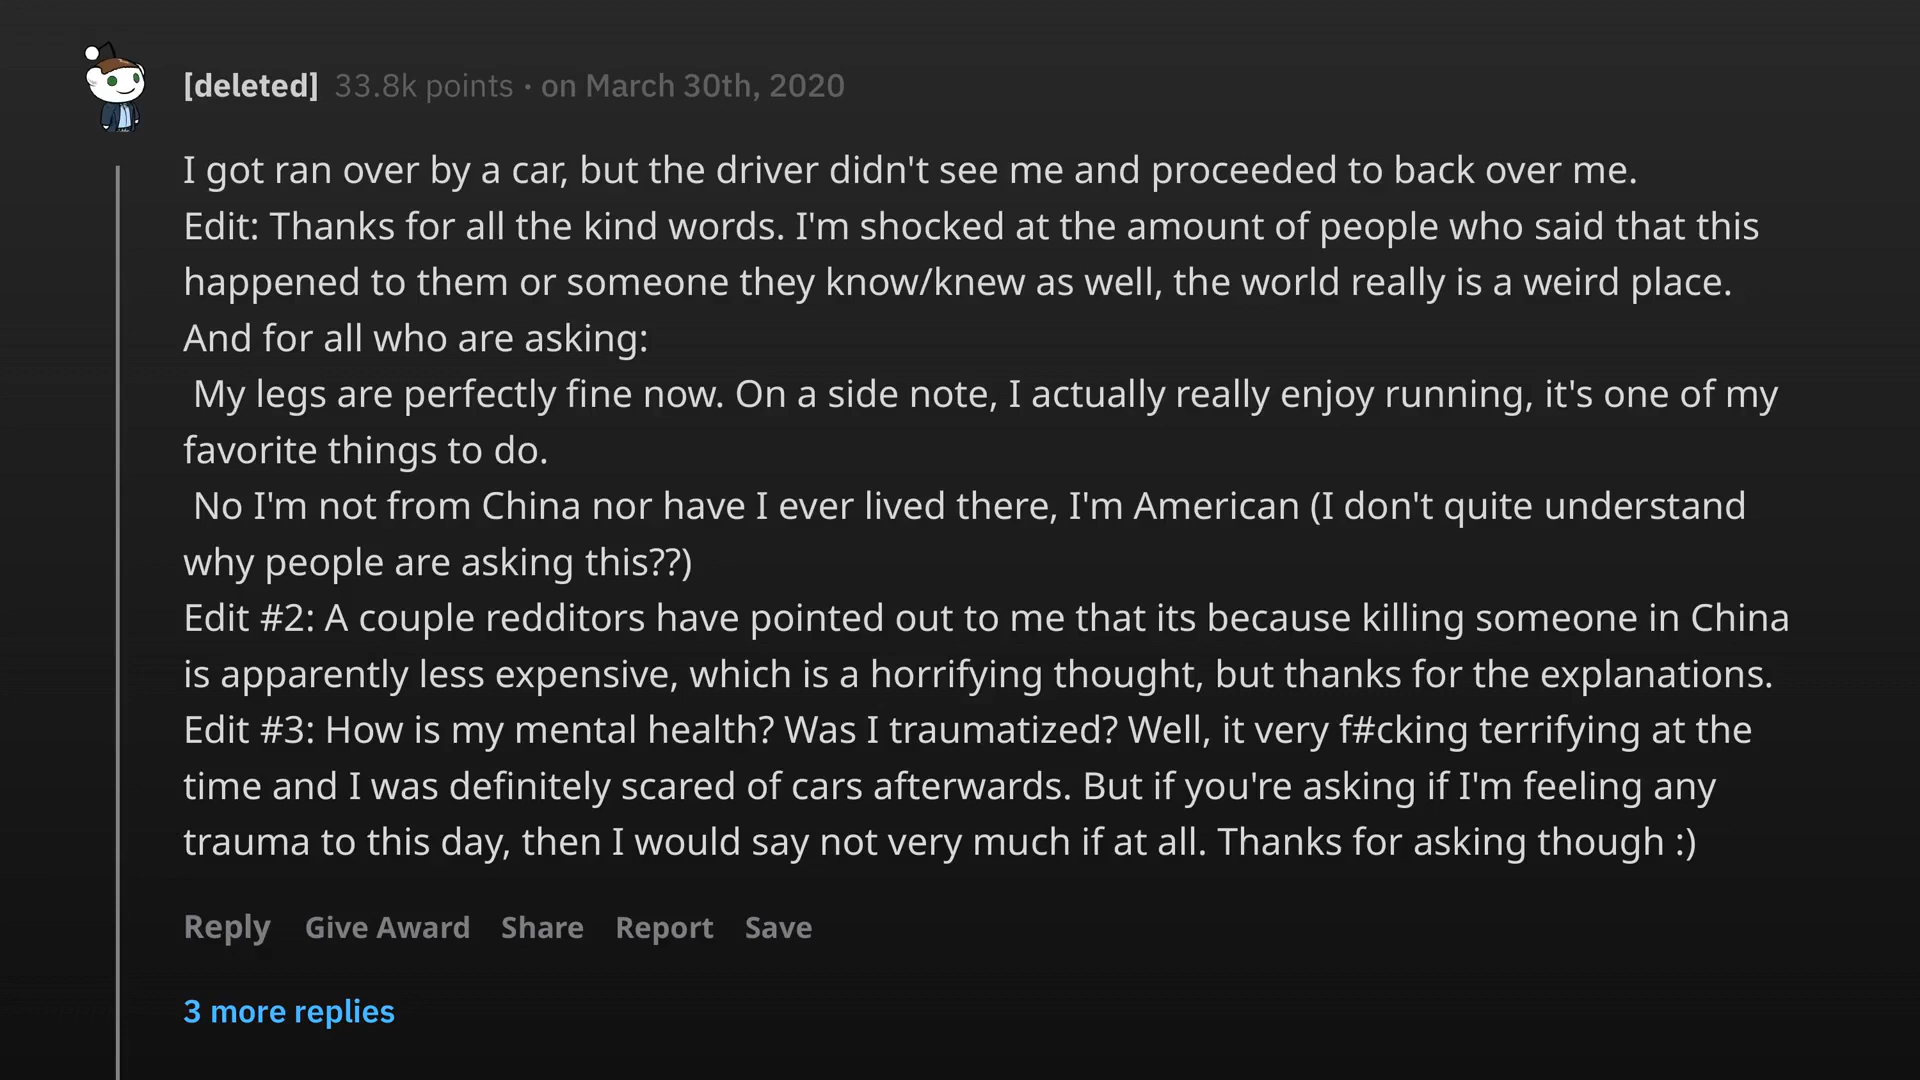 [deleted] 33.8k points · on March 30th, 2020
I got ran over by a car, but the driver didn't see me and proceeded to back over me.
Edit: Thanks for all the kind words. I'm shocked at the amount of people who said that this
happened to them or someone they know/knew as well, the world really is a weird place.
And for all who are asking:
My legs are perfectly fine now. On a side note, I actually really enjoy running, it's one of my
favorite things to do.
No I'm not from China nor have I ever lived there, I'm American (I don't quite understand
why people are asking this??)
Edit #2: A couple redditors have pointed out to me that its because killing someone in China
is apparently less expensive, which is a horrifying thought, but thanks for the explanations.
Edit #3: How is my mental health? Was I traumatized? Well, it very f#cking terrifying at the
time and I was definitely scared of cars afterwards. But if you're asking if I'm feeling any
trauma to this day, then I would say not very much if at all. Thanks for asking though :)
Reply Give Award Share Report Save
3 more replies